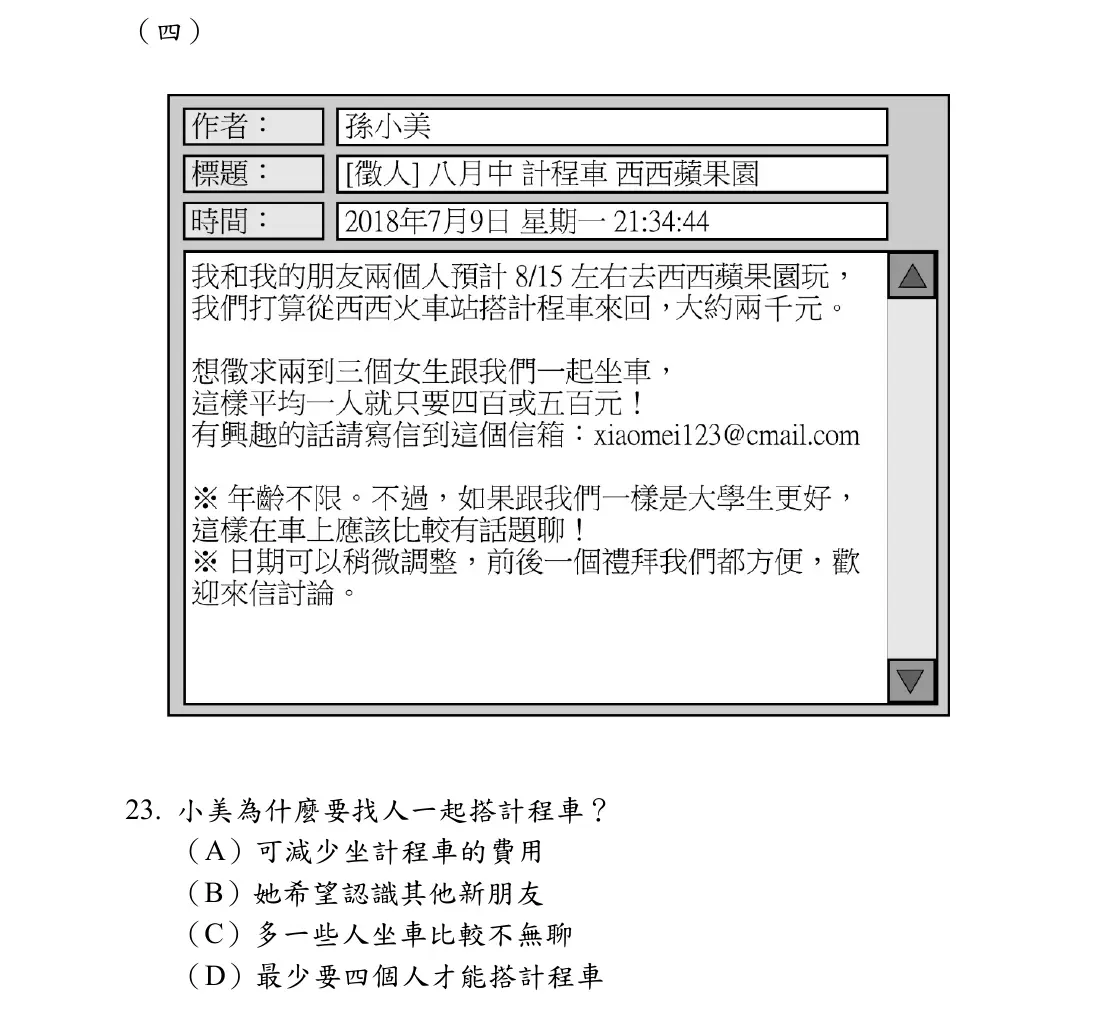 （四）
作者： 孫小美
標題： [徵人] 八月中 計程車 西西蘋果園
時間： 2018年7月9日 星期一 21:34:44
我和我的朋友兩個人預計 8/15 左右去西西蘋果園玩，
我們打算從西西火車站搭計程車來回，大約兩千元。
想徵求兩到三個女生跟我們一起坐車，
這樣平均一人就只要四百或五百元！
有興趣的話請寫信到這個信箱：xiaomei123@cmail.com
※ 年齡不限。不過，如果跟我們一樣是大學生更好，
這樣在車上應該比較有話題聊！
※ 日期可以稍微調整，前後一個禮拜我們都方便，歡
迎來信討論。
23. 小美為什麼要找人一起搭計程車？
（A）可減少坐計程車的費用
（B）她希望認識其他新朋友
（C）多一些人坐車比較不無聊
（D）最少要四個人才能搭計程車